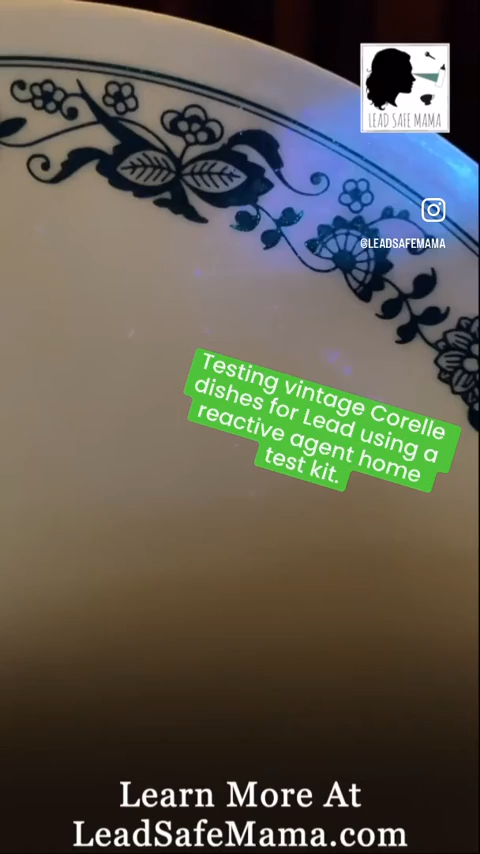 LEAD SAFE MAMA
@LEADSAFEMAMA
Testing vintage Corelle
dishes for Lead using a
reactive agent home
test kit.
Learn More At
LeadSafeMama.com